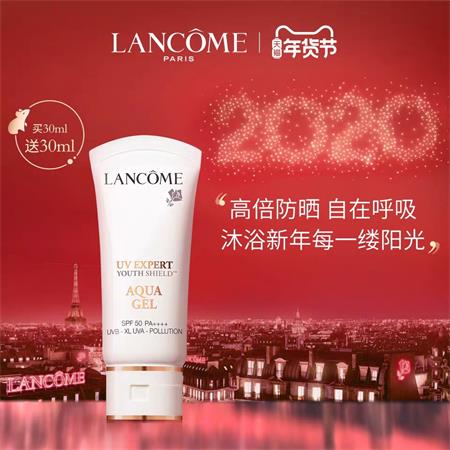 LANCÔME
PARIS
天猫
年货节
买30ml
送30ml
2020
“高倍防晒 自在呼吸
沐浴新年每一缕阳光”
LANCÔME
UV EXPERT
YOUTH SHIELD™
AQUA
GEL
SPF 50 PA++++
UVB - XL UVA - POLLUTION
LANCÔME